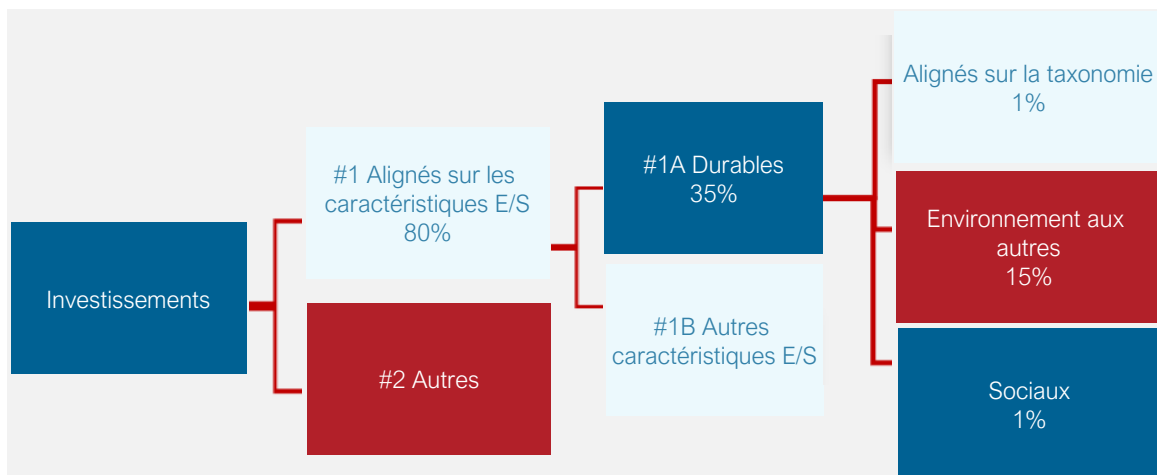 Investissements
#1 Alignés sur les
caractéristiques E/S
80%
#2 Autres
#1A Durables
35%
#1B Autres
caractéristiques E/S
Alignés sur la taxonomie
1%
Environnement aux
autres
15%
Sociaux
1%